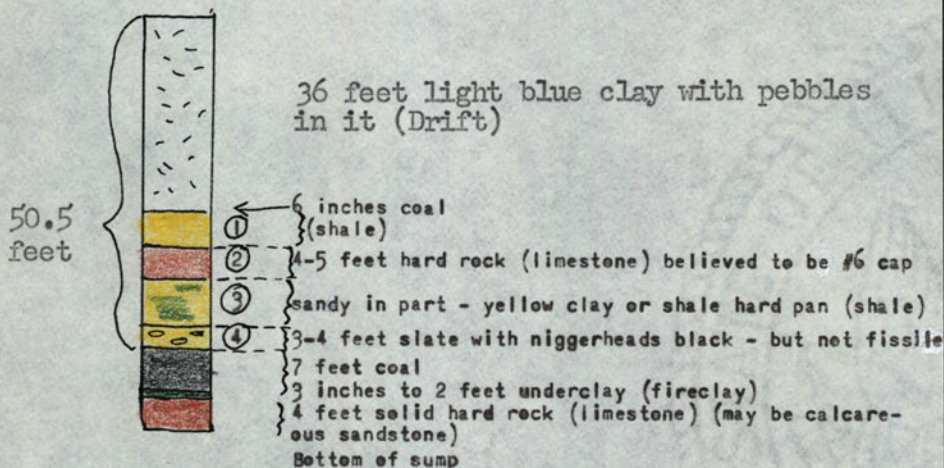 36 feet light blue clay with pebbles
in it (Drift)
50.5
feet
6 inches coal
① (shale)
② 4-5 feet hard rock (limestone) believed to be #6 cap
③ sandy in part - yellow clay or shale hard pan (shale)
④ 3-4 feet slate with niggerheads black - but not fissile
7 feet coal
3 inches to 2 feet underclay (fireclay)
4 feet solid hard rock (limestone) (may be calcare-
ous sandstone)
Bottom of sump